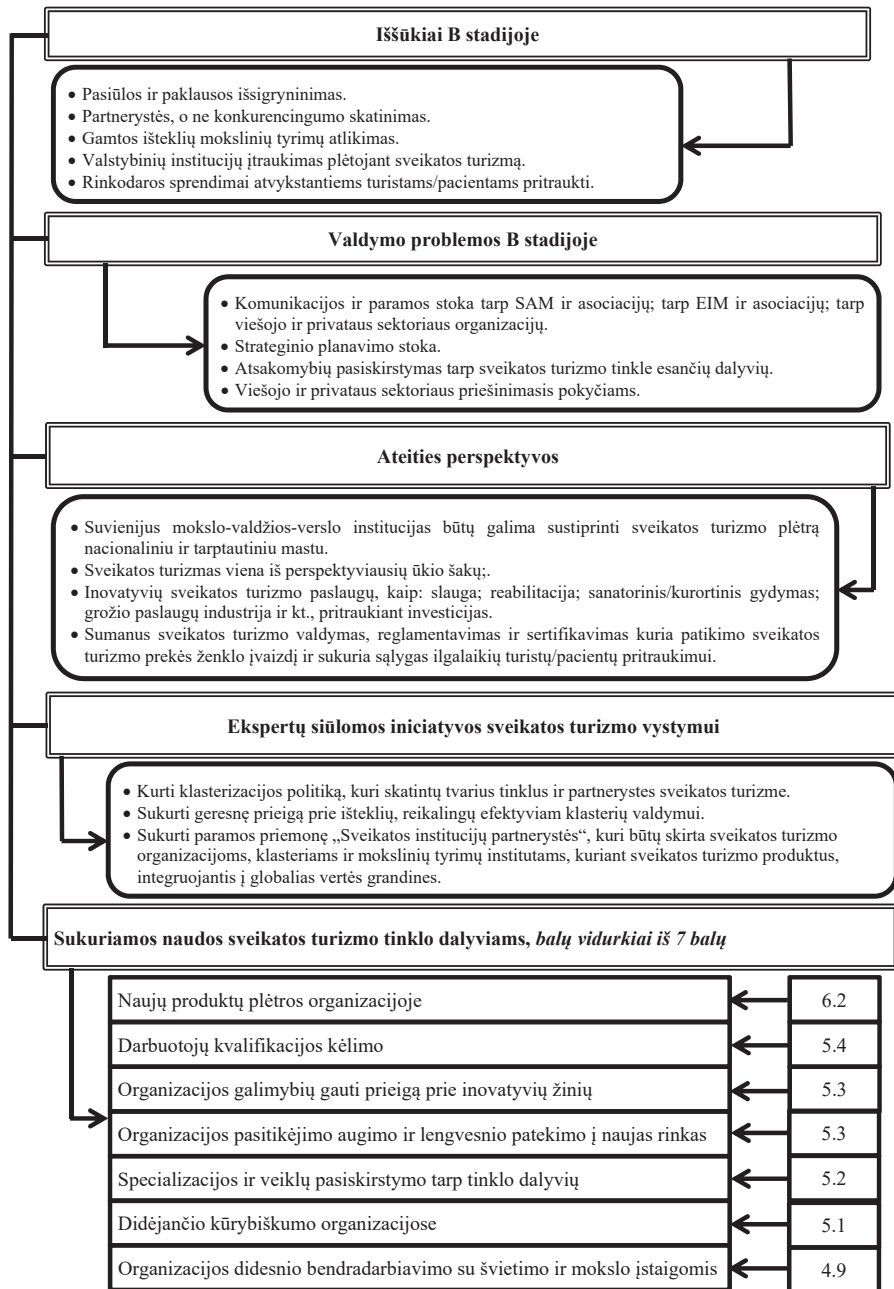 Iššūkiai B stadijoje
• Pasiūlos ir paklausos išsigryninimas.
• Partnerystės, o ne konkurencingumo skatinimas.
• Gamtos išteklių mokslinių tyrimų atlikimas.
• Valstybinių institucijų įtraukimas plėtojant sveikatos turizmą.
• Rinkodaros sprendimai atvykstantiems turistams/pacientams pritraukti.
Valdymo problemos B stadijoje
• Komunikacijos ir paramos stoka tarp SAM ir asociacijų; tarp EIM ir asociacijų; tarp
viešojo ir privataus sektoriaus organizacijų.
• Strateginio planavimo stoka.
• Atsakomybių pasiskirstymas tarp sveikatos turizmo tinkle esančių dalyvių.
• Viešojo ir privataus sektoriaus priešinimasis pokyčiams.
Ateities perspektyvos
• Suvienijus mokslo-valdžios-verslo institucijas būtų galima sustiprinti sveikatos turizmo plėtrą
nacionaliniu ir tarptautiniu mastu.
• Sveikatos turizmas viena iš perspektyviausių ūkio šakų;.
• Inovatyvių sveikatos turizmo paslaugų, kaip: slauga; reabilitacija; sanatorinis/kurortinis gydymas;
grožio paslaugų industrija ir kt., pritraukiant investicijas.
• Sumanus sveikatos turizmo valdymas, reglamentavimas ir sertifikavimas kuria patikimo sveikatos
turizmo prekės ženklo įvaizdį ir sukuria sąlygas ilgalaikių turistų/pacientų pritraukimui.
Ekspertų siūlomos iniciatyvos sveikatos turizmo vystymui
• Kurti klasterizacijos politiką, kuri skatintų tvarius tinklus ir partnerystes sveikatos turizme.
• Sukurti geresnę prieigą prie išteklių, reikalingų efektyviam klasterių valdymui.
• Sukurti paramos priemonę „Sveikatos institucijų partnerystės“, kuri būtų skirta sveikatos turizmo
organizacijoms, klasteriams ir mokslinių tyrimų institutams, kuriant sveikatos turizmo produktus,
integruojantis į globalias vertės grandines.
Sukuriamos naudos sveikatos turizmo tinklo dalyviams, balų vidurkiai iš 7 balų
Naujų produktų plėtros organizacijoje 6.2
Darbuotojų kvalifikacijos kėlimo 5.4
Organizacijos galimybių gauti prieigą prie inovatyvių žinių 5.3
Organizacijos pasitikėjimo augimo ir lengvesnio patekimo į naujas rinkas 5.3
Specializacijos ir veiklų pasiskirstymo tarp tinklo dalyvių 5.2
Didėjančio kūrybiškumo organizacijose 5.1
Organizacijos didesnio bendradarbiavimo su švietimo ir mokslo įstaigomis 4.9